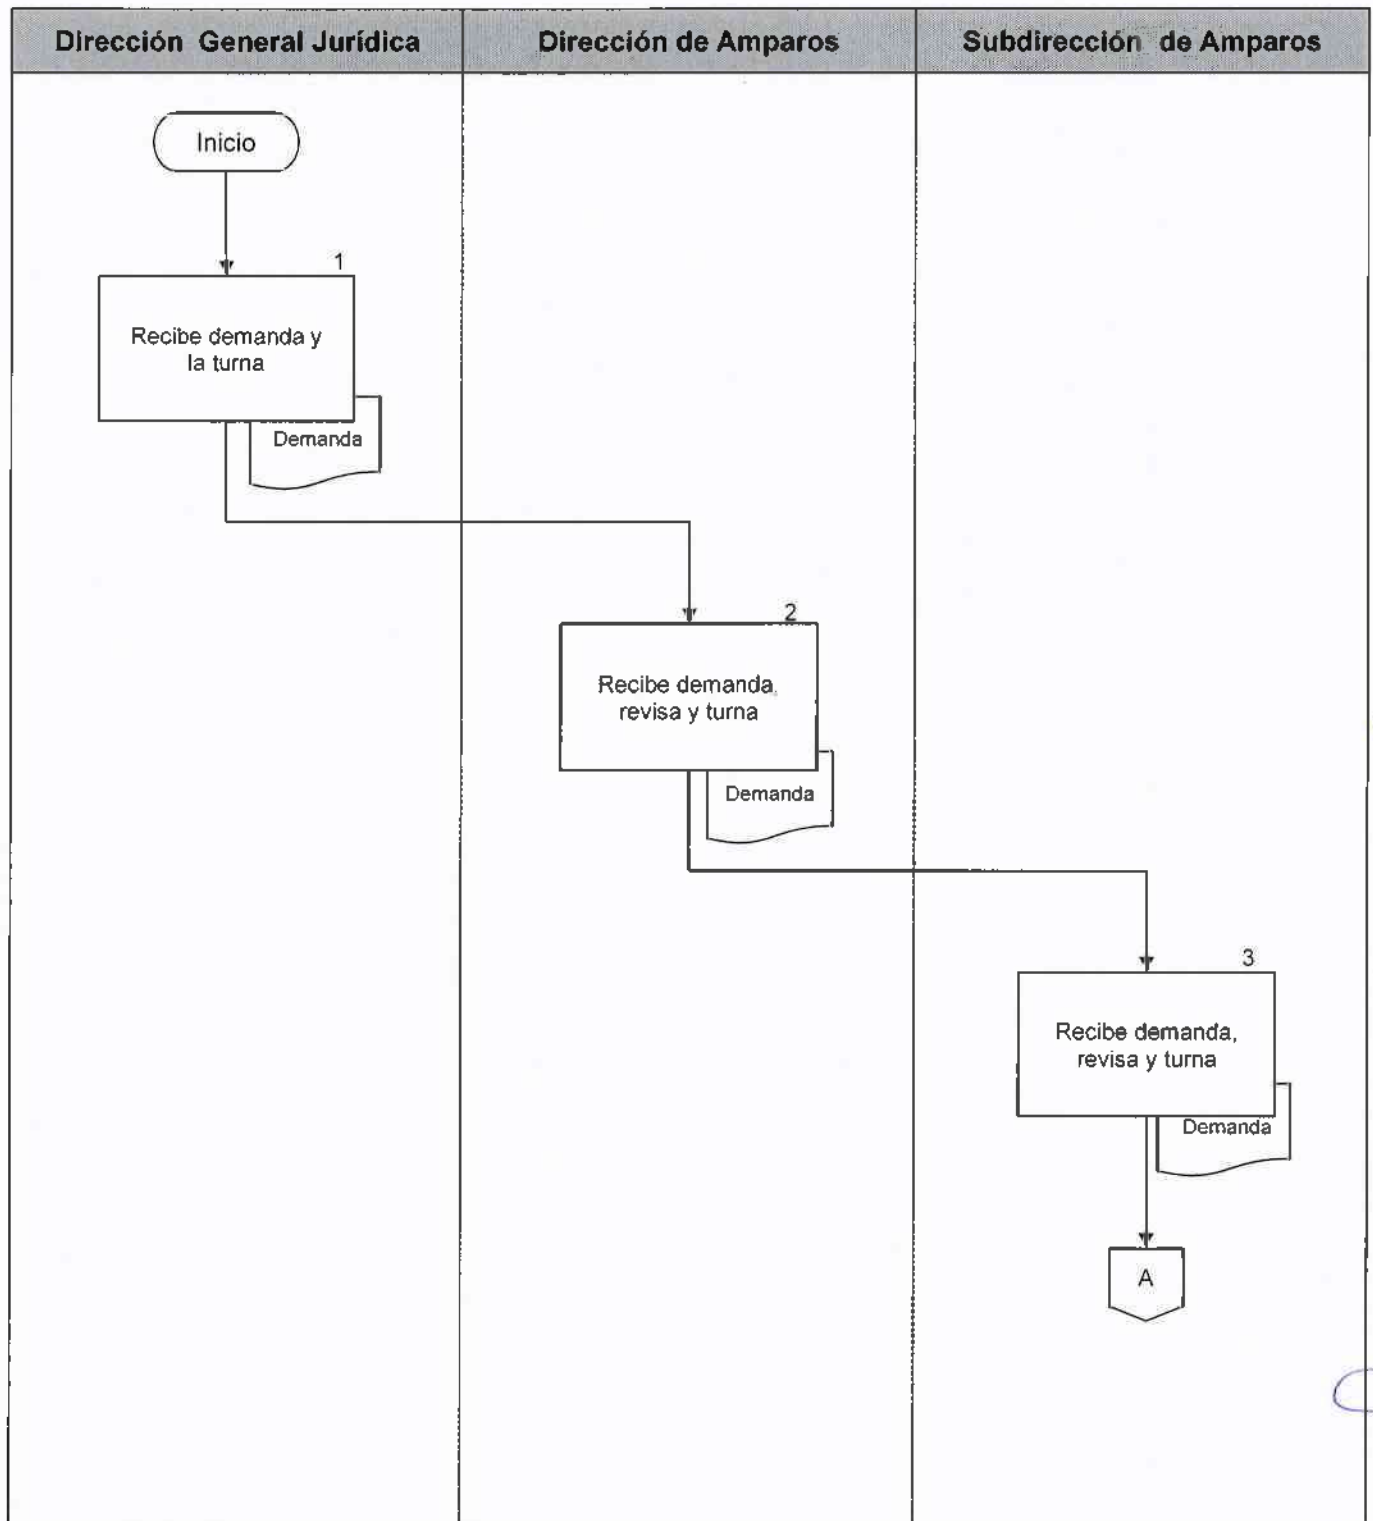 Dirección General Jurídica
Dirección de Amparos
Subdirección de Amparos
Inicio
1
Recibe demanda y
la turna
Demanda
2
Recibe demanda,
revisa y turna
Demanda
3
Recibe demanda,
revisa y turna
Demanda
A